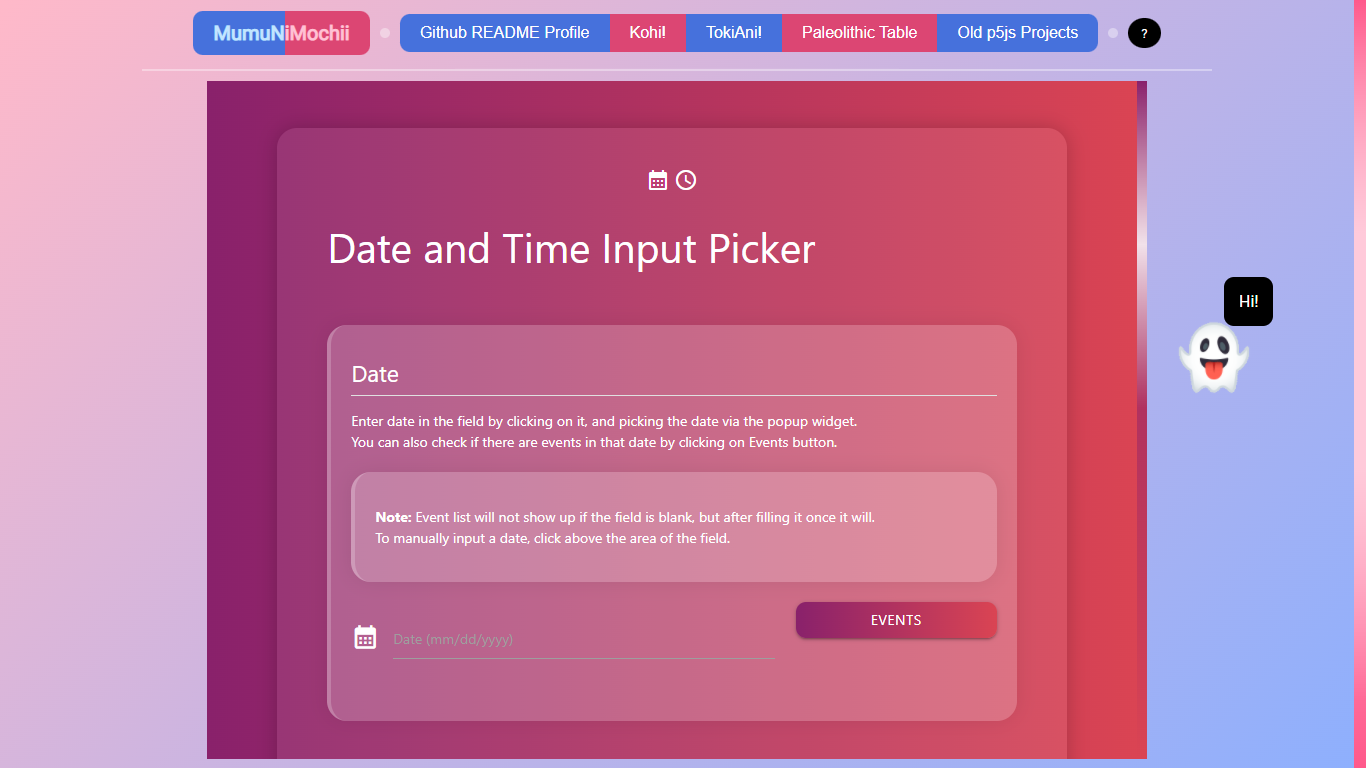 MumuNiMochii
Github README Profile
Kohi!
TokiAni!
Paleolithic Table
Old p5js Projects
?
Date and Time Input Picker
Hi!
Date
Enter date in the field by clicking on it, and picking the date via the popup widget.
You can also check if there are events in that date by clicking on Events button.
Note: Event list will not show up if the field is blank, but after filling it once it will.
To manually input a date, click above the area of the field.
EVENTS
Date (mm/dd/yyyy)